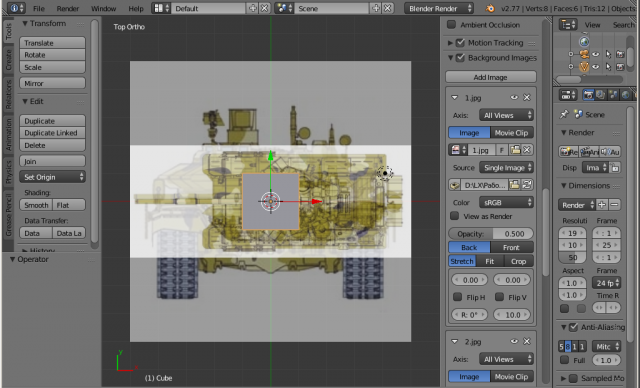 File Render Window Help Default Scene Blender Render v2.77 | Verts:8 | Faces:6 | Tris:12 | Objects
Tools
Create
Relations
Animation
Physics
Grease Pencil
Transform
Translate
Rotate
Scale
Mirror
Edit
Duplicate
Duplicate Linked
Delete
Join
Set Origin
Shading:
Smooth Flat
Data Transfer:
Data Data La
History
Operator
Top Ortho
y
(1) Cube
Ambient Occlusion
Motion Tracking
Background Images
Add Image
1.jpg
Axis: All Views
Image Movie Clip
1.jpg F
Source Single Image
D:\LX\Рабо...
Color sRGB
View as Render
Opacity: 0.500
Back Front
Stretch Fit Crop
0.00 0.00
Flip H Flip V
R: 0° 10.0
2.jpg
Axis: All Views
Image Movie Clip
View Search
Scene
Render
Re An Au
Disp Ima
Dimensions
Render
Resoluti Frame
19 : 1
10 : 25
50 : 1
Aspect Frame
1.0 24 fp
1.0 Time R
Anti-Aliasing
5 8 1 1 Mitc
Full 1.0
Sampled Mo